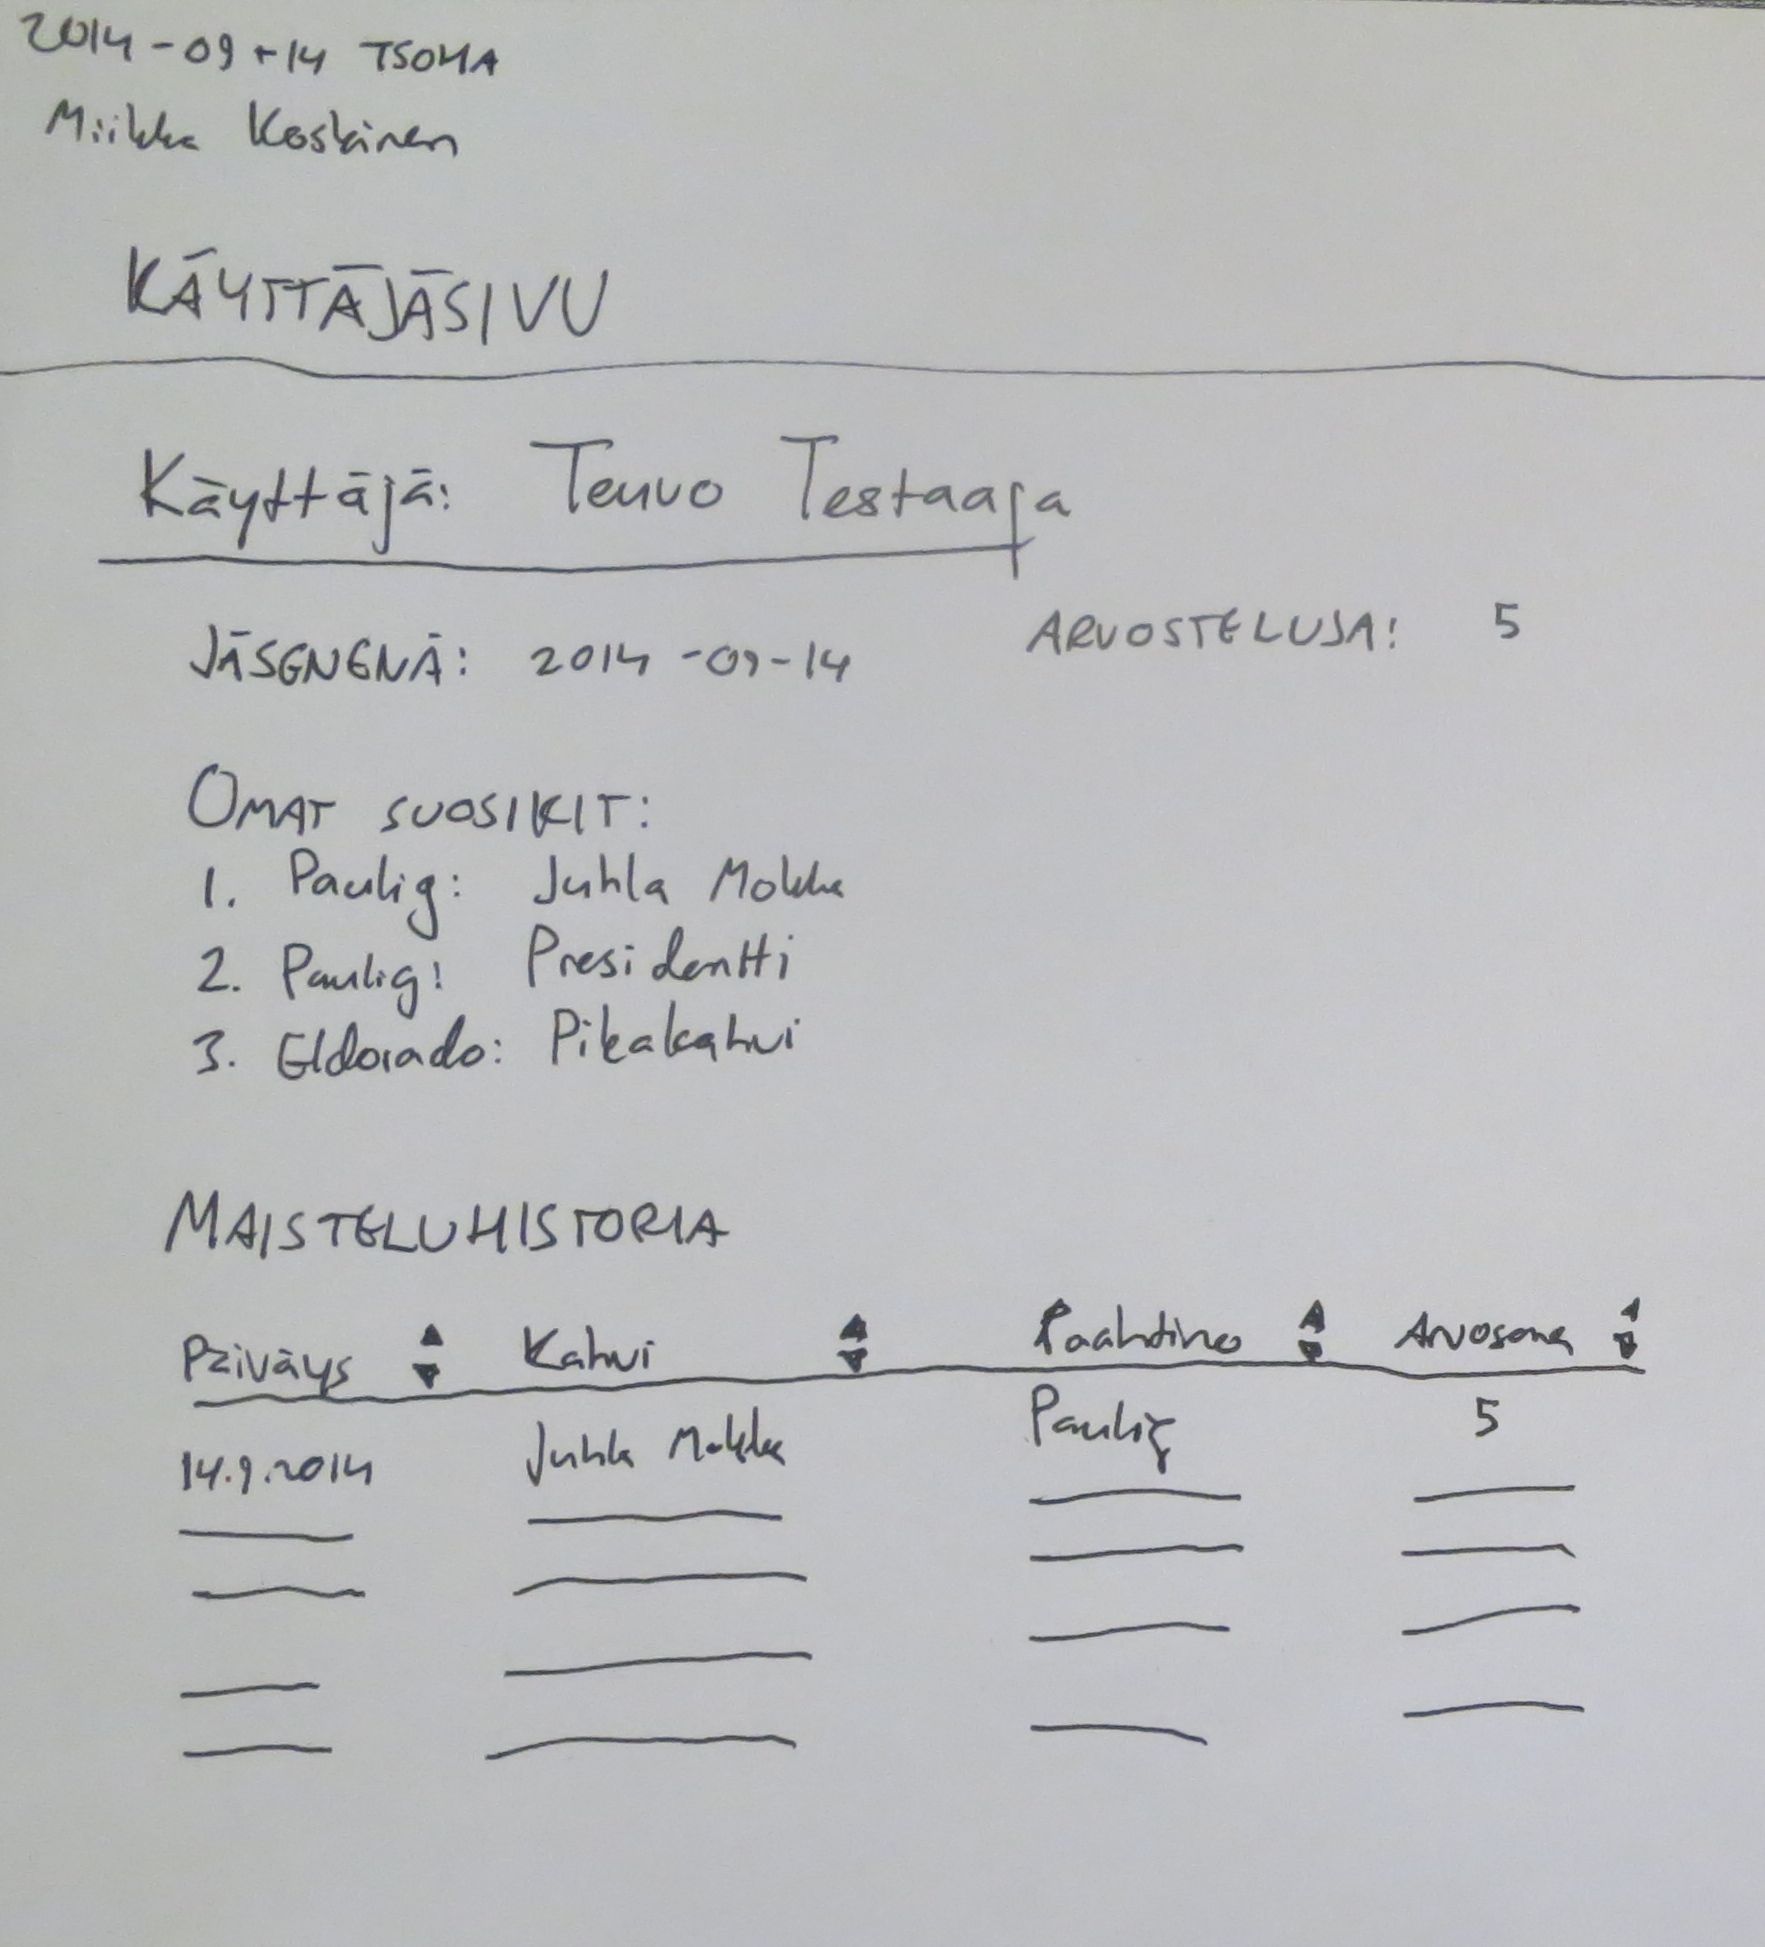 2014-09-14 TSOHA
Miikka Koskinen
KÄYTTÄJÄSIVU
Käyttäjä: Teuvo Testaaja
JÄSENENÄ: 2014-09-14 ARVOSTELUJA: 5
OMAT SUOSIKIT:
1. Paulig: Juhla Mokka
2. Paulig: Presidentti
3. Eldorado: Pikakahvi
MAISTELUHISTORIA
Päiväys ▲▼ Kahvi ▲▼ Paahtimo ▲▼ Arvosana ▲▼
14.9.2014 Juhla Mokka Paulig 5